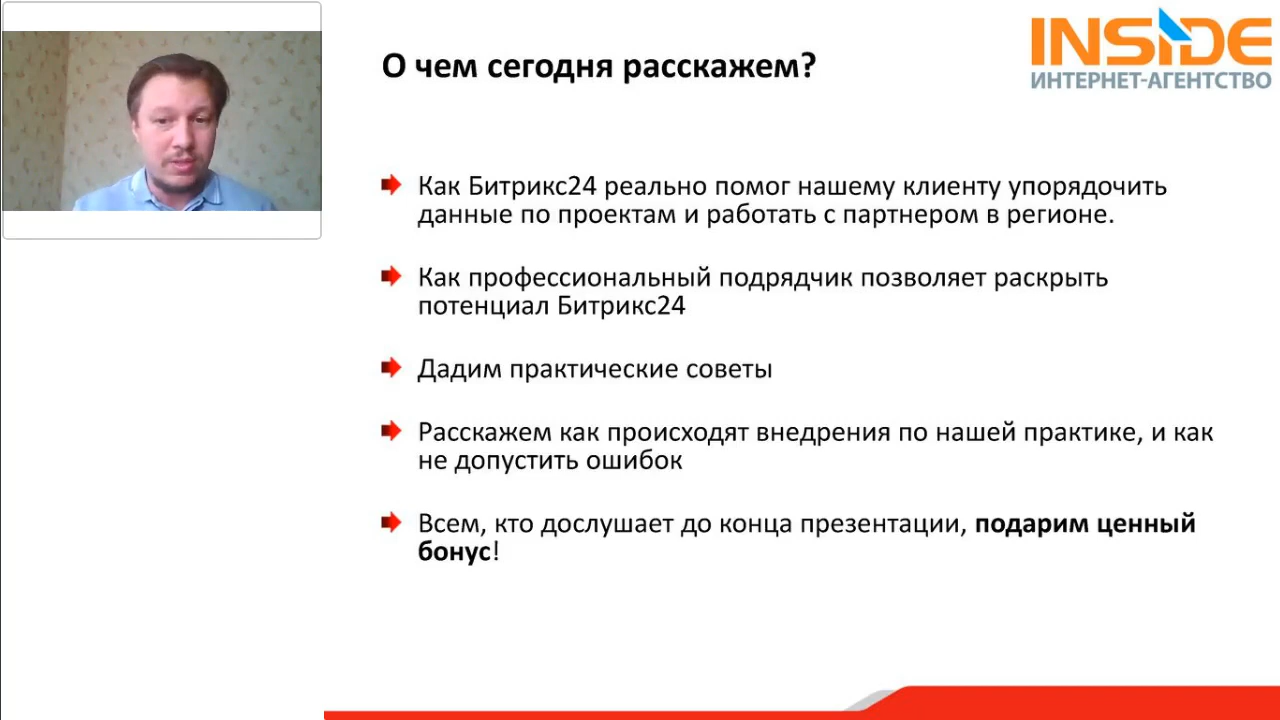 О чем сегодня расскажем?
INSIDE
ИНТЕРНЕТ-АГЕНТСТВО
Как Битрикс24 реально помог нашему клиенту упорядочить
данные по проектам и работать с партнером в регионе.
Как профессиональный подрядчик позволяет раскрыть
потенциал Битрикс24
Дадим практические советы
Расскажем как происходят внедрения по нашей практике, и как
не допустить ошибок
Всем, кто дослушает до конца презентации, подарим ценный
бонус!